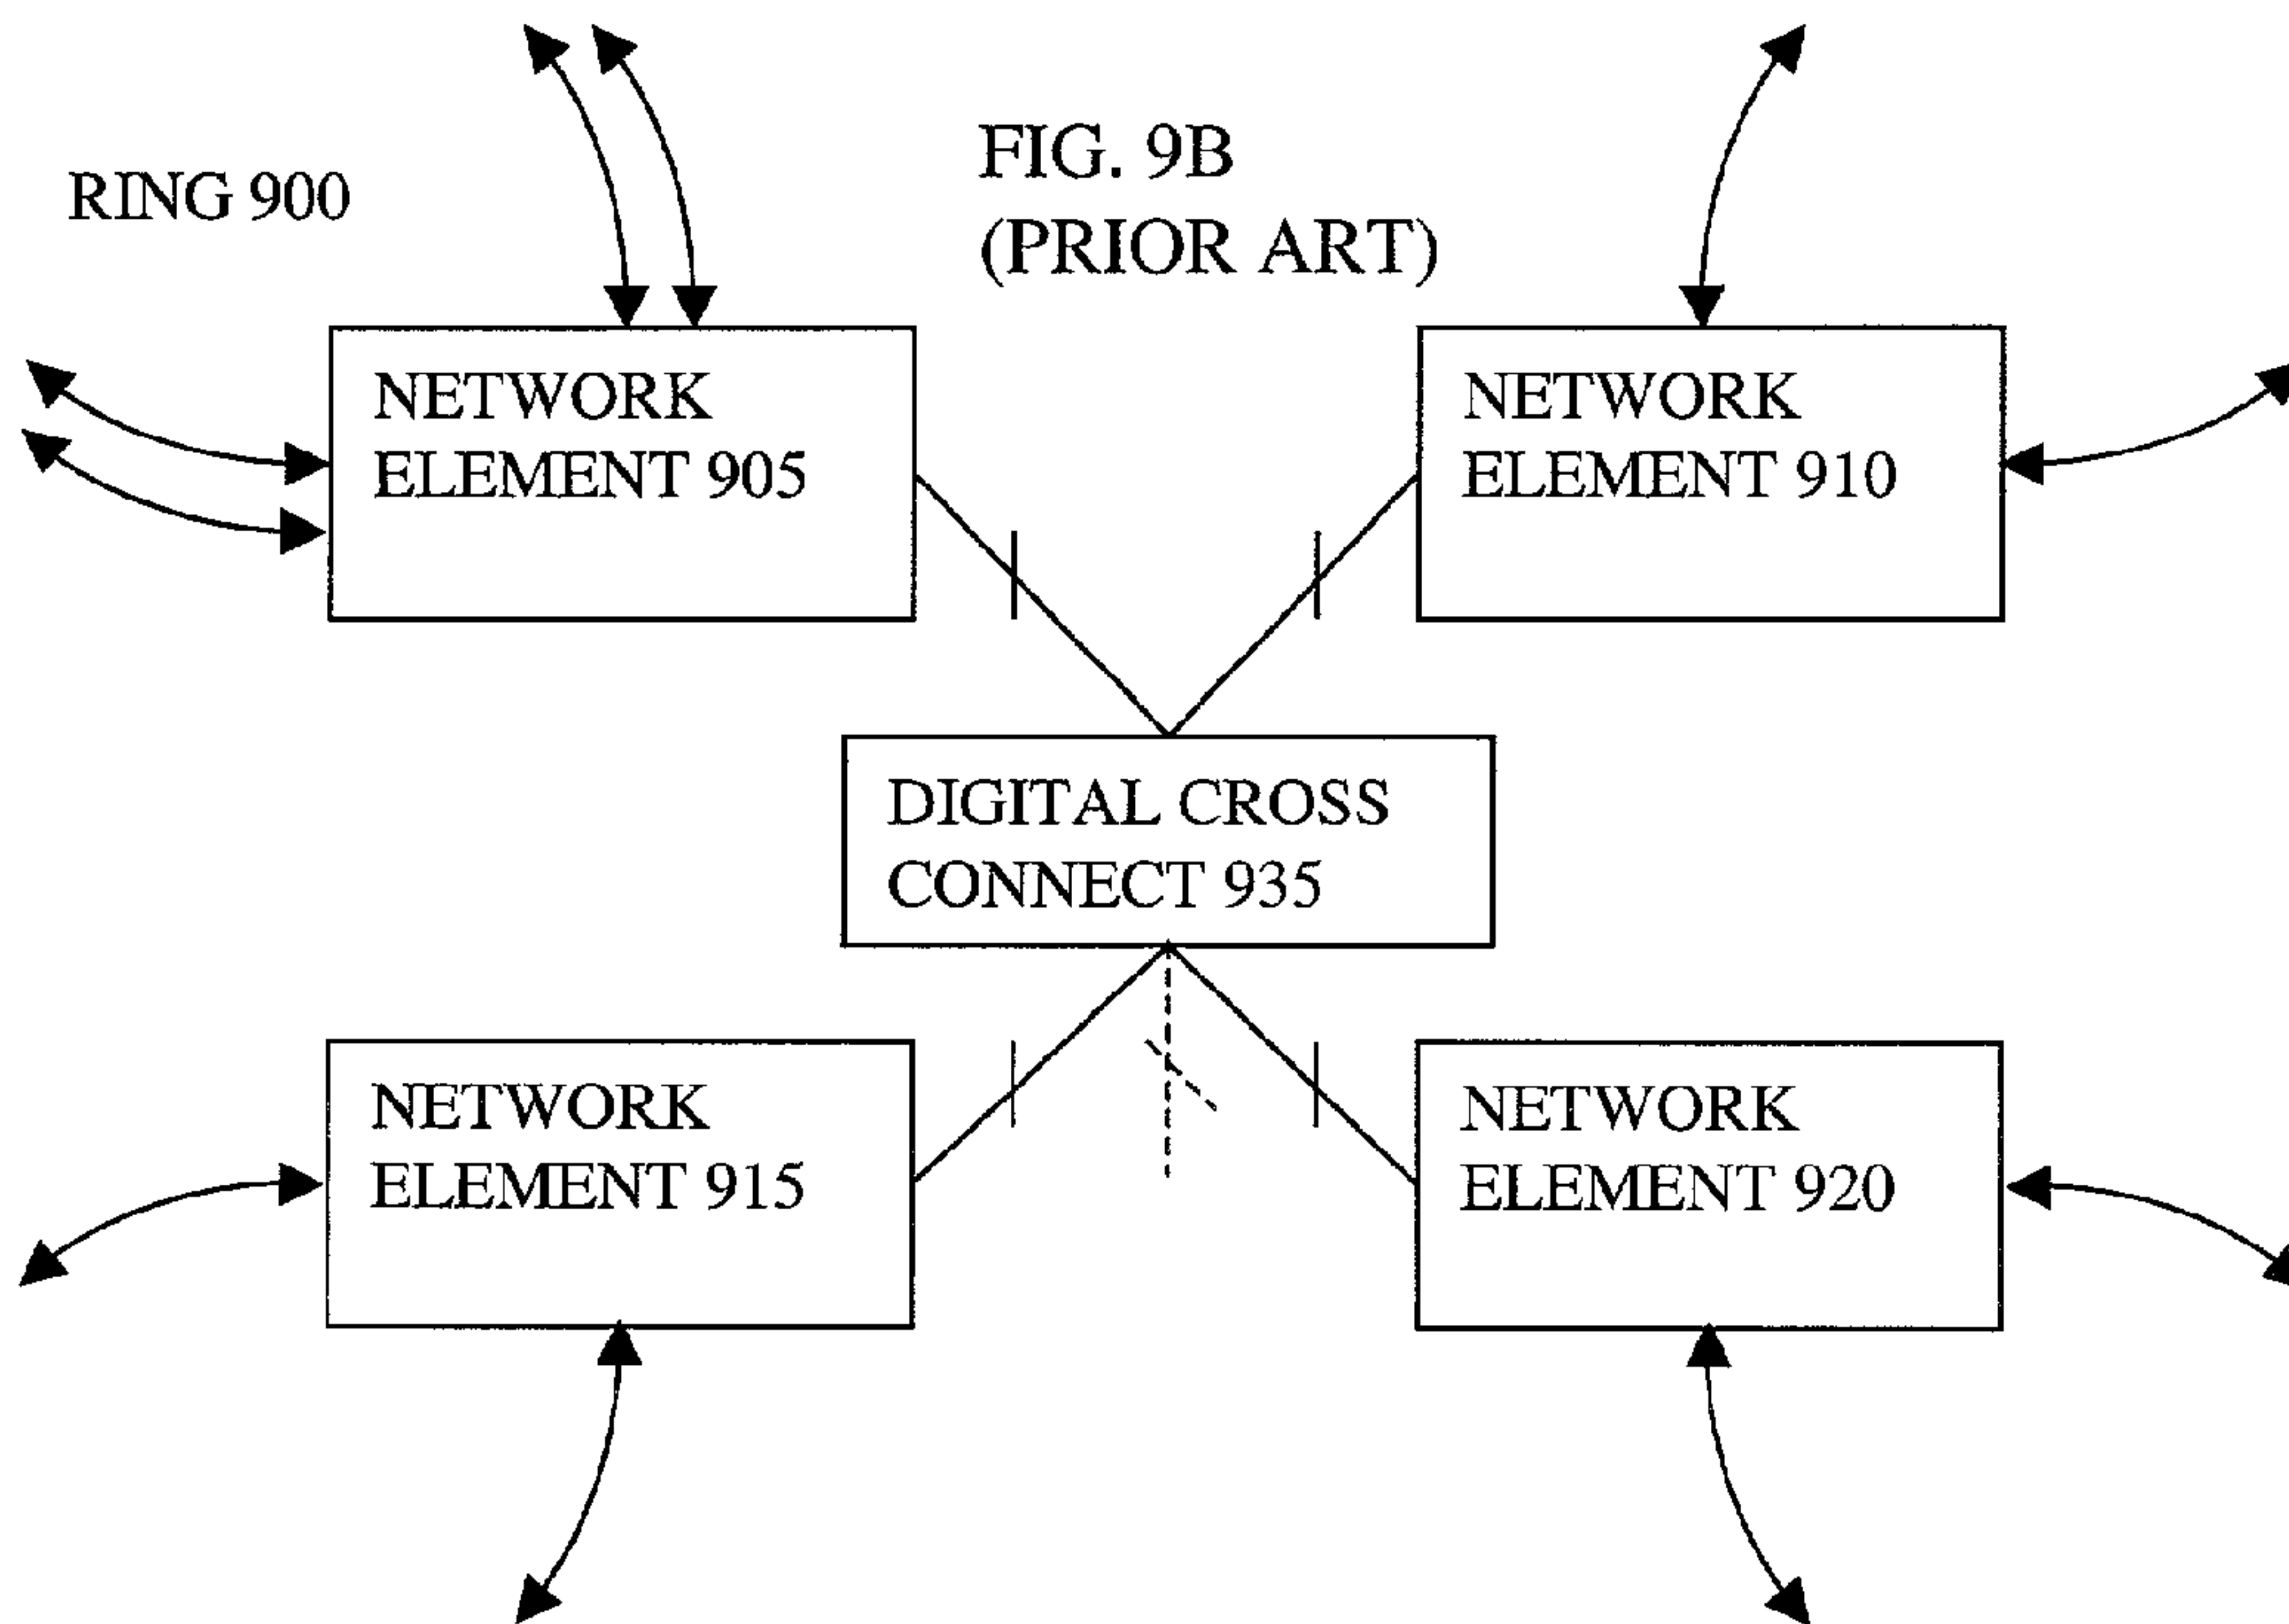 FIG. 9B
(PRIOR ART)
RING 900
NETWORK
ELEMENT 905
NETWORK
ELEMENT 910
DIGITAL CROSS
CONNECT 935
NETWORK
ELEMENT 915
NETWORK
ELEMENT 920